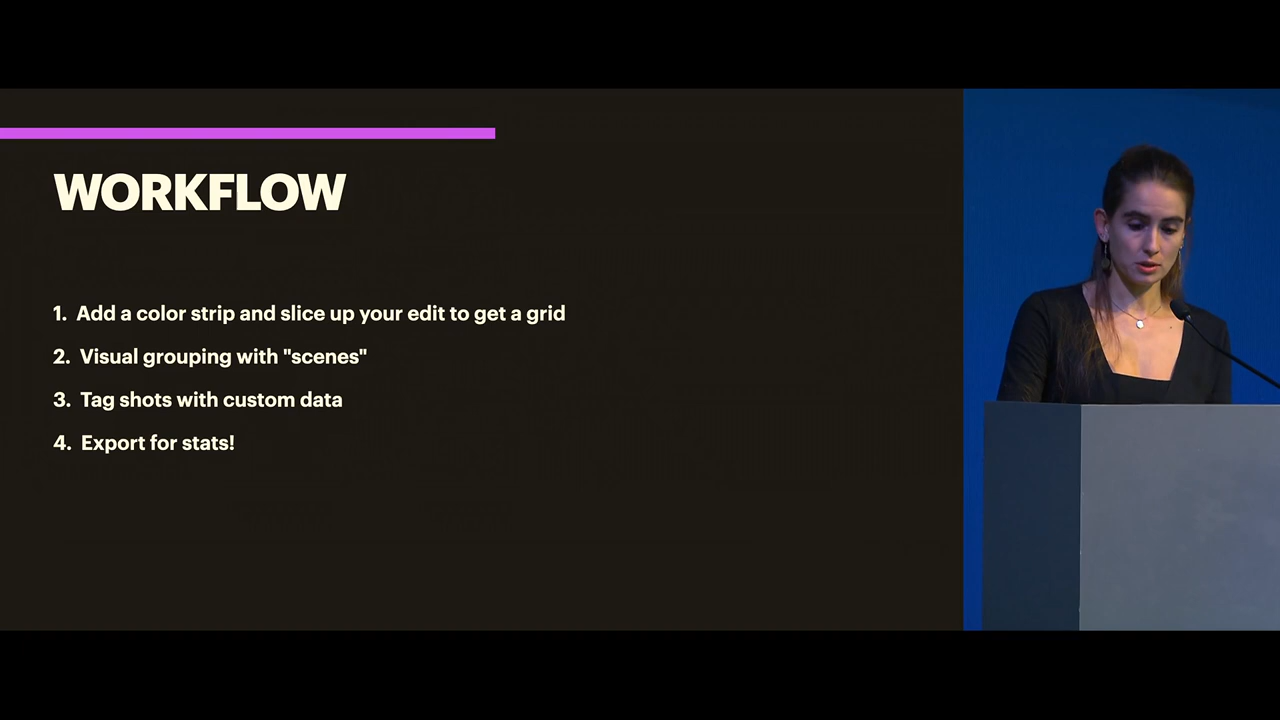 WORKFLOW
1. Add a color strip and slice up your edit to get a grid
2. Visual grouping with "scenes"
3. Tag shots with custom data
4. Export for stats!